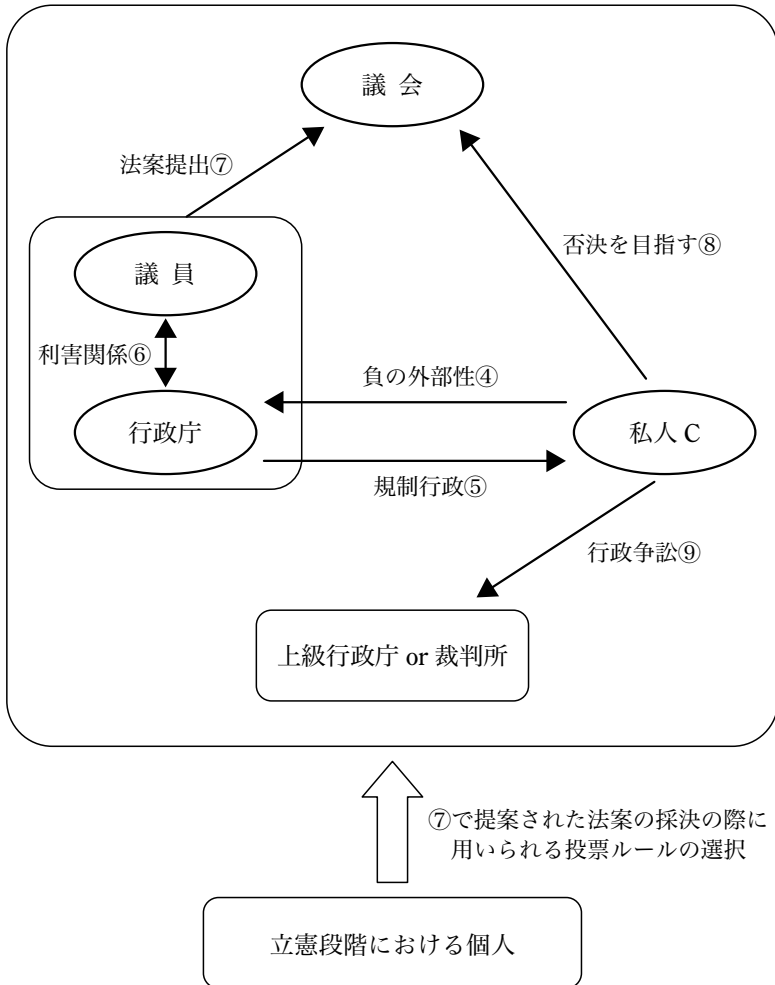 議 会
法案提出⑦
否決を目指す⑧
議 員
利害関係⑥
負の外部性④
行政庁
私人 C
規制行政⑤
行政争訟⑨
上級行政庁 or 裁判所
⑦で提案された法案の採決の際に
用いられる投票ルールの選択
立憲段階における個人